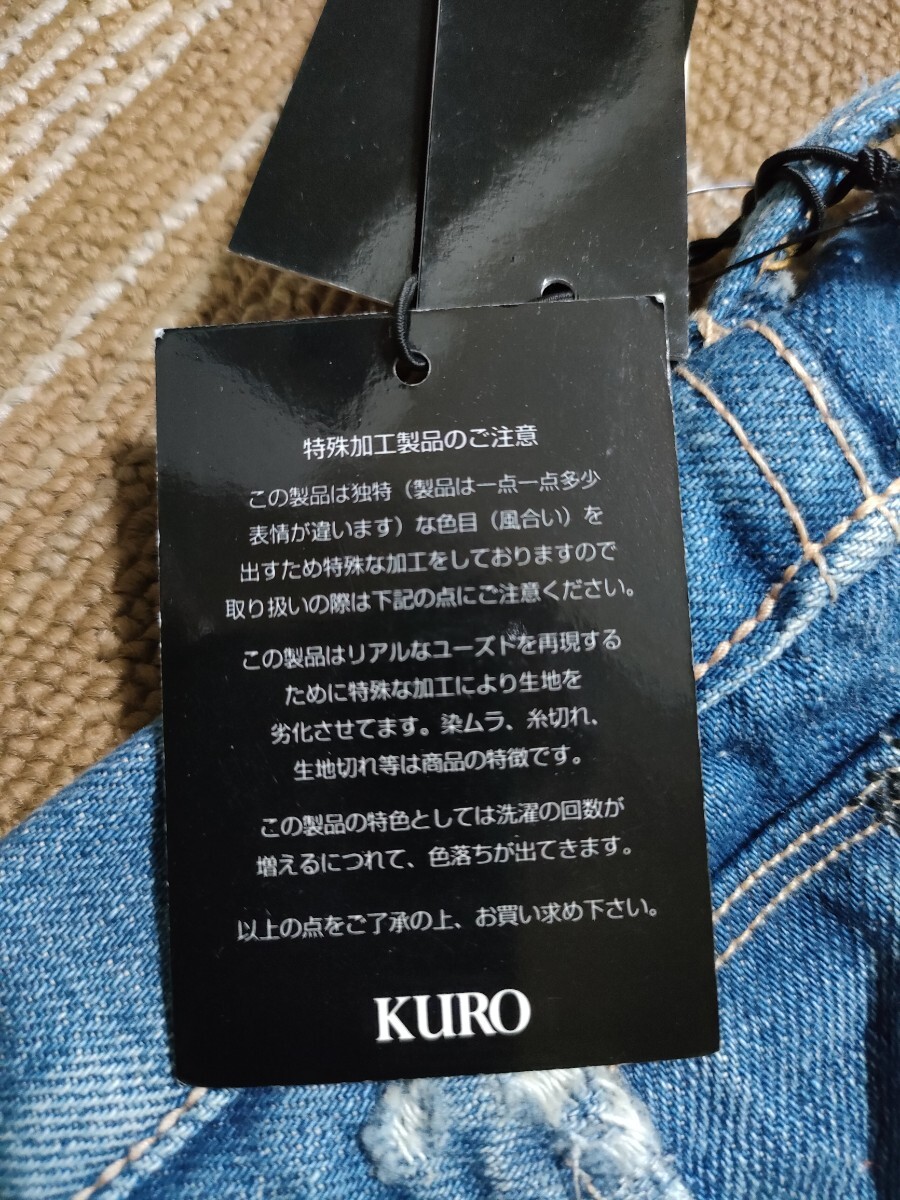 特殊加工製品のご注意
この製品は独特（製品は一点一点多少
表情が違います）な色目（風合い）を
出すため特殊な加工をしておりますので
取り扱いの際は下記の点にご注意ください。
この製品はリアルなユーズドを再現する
ために特殊な加工により生地を
劣化させてます。染ムラ、糸切れ、
生地切れ等は商品の特徴です。
この製品の特色としては洗濯の回数が
増えるにつれて、色落ちが出てきます。
以上の点をご了承の上、お買い求め下さい。
KURO